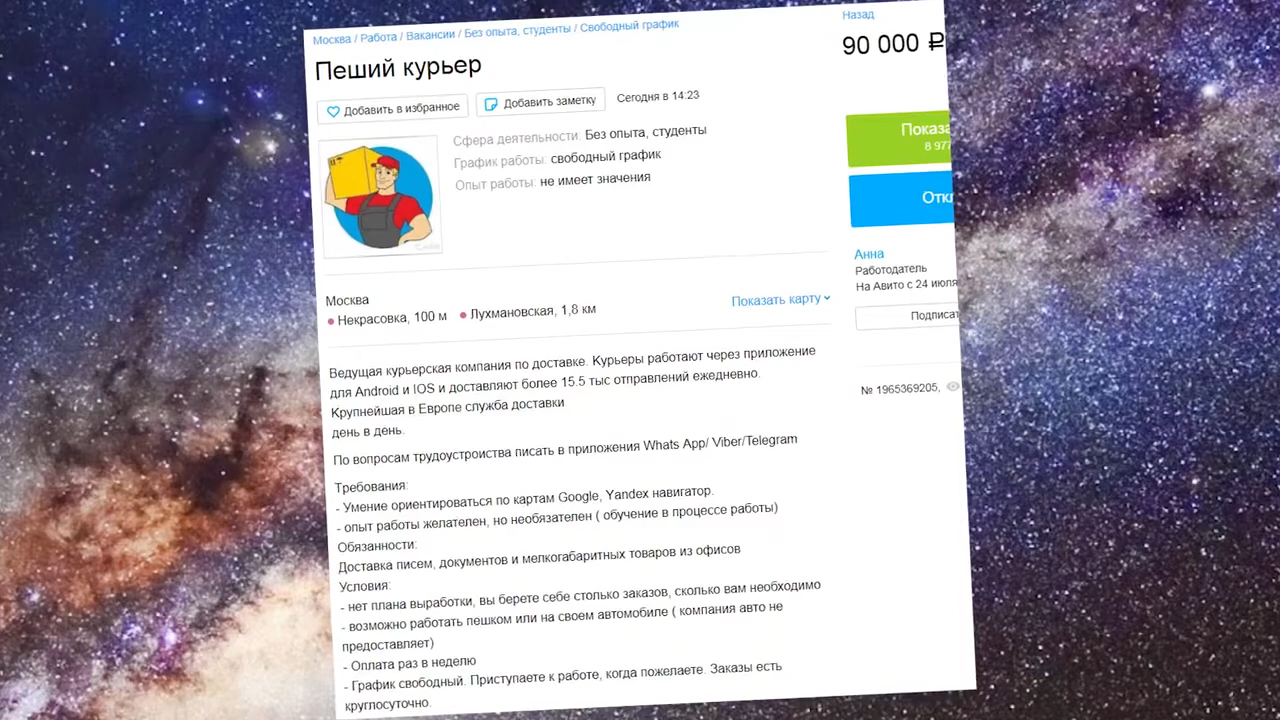 Москва / Работа / Вакансии / Без опыта, студенты / Свободный график
Назад
Пеший курьер
90 000 ₽
Добавить в избранное
Добавить заметку
Сегодня в 14:23
Сфера деятельности: Без опыта, студенты
График работы: свободный график
Опыт работы: не имеет значения
8 977
Анна
Работодатель
На Авито с 24 июля
Москва
Некрасовка, 100 м
Лухмановская, 1,8 км
Показать карту
№ 1965369205,
Ведущая курьерская компания по доставке. Курьеры работают через приложение
для Android и IOS и доставляют более 15.5 тыс отправлений ежедневно.
Крупнейшая в Европе служба доставки
день в день.
По вопросам трудоустроиства писать в приложения Whats App/ Viber/Telegram
Требования:
- Умение ориентироваться по картам Google, Yandex навигатор.
- опыт работы желателен, но необязателен ( обучение в процессе работы)
Обязанности:
Доставка писем, документов и мелкогабаритных товаров из офисов
Условия:
- нет плана выработки, вы берете себе столько заказов, сколько вам необходимо
- возможно работать пешком или на своем автомобиле ( компания авто не
предоставляет)
- Оплата раз в неделю
- График свободный. Приступаете к работе, когда пожелаете. Заказы есть
круглосуточно.